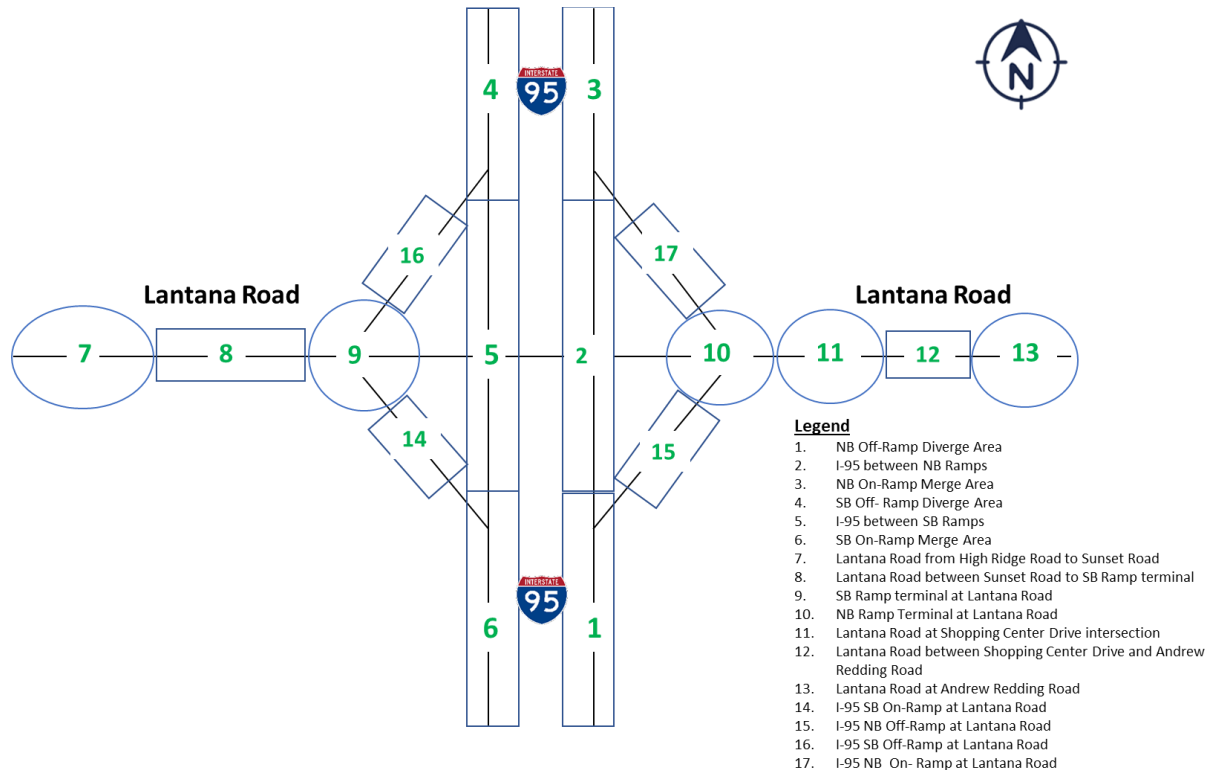 4
INTERSTATE
95
3
N
16
17
Lantana Road
Lantana Road
7
8
9
5
2
10
11
12
13
14
15
INTERSTATE
95
6
1
Legend
1. NB Off-Ramp Diverge Area
2. I-95 between NB Ramps
3. NB On-Ramp Merge Area
4. SB Off- Ramp Diverge Area
5. I-95 between SB Ramps
6. SB On-Ramp Merge Area
7. Lantana Road from High Ridge Road to Sunset Road
8. Lantana Road between Sunset Road to SB Ramp terminal
9. SB Ramp terminal at Lantana Road
10. NB Ramp Terminal at Lantana Road
11. Lantana Road at Shopping Center Drive intersection
12. Lantana Road between Shopping Center Drive and Andrew
Redding Road
13. Lantana Road at Andrew Redding Road
14. I-95 SB On-Ramp at Lantana Road
15. I-95 NB Off-Ramp at Lantana Road
16. I-95 SB Off-Ramp at Lantana Road
17. I-95 NB On- Ramp at Lantana Road